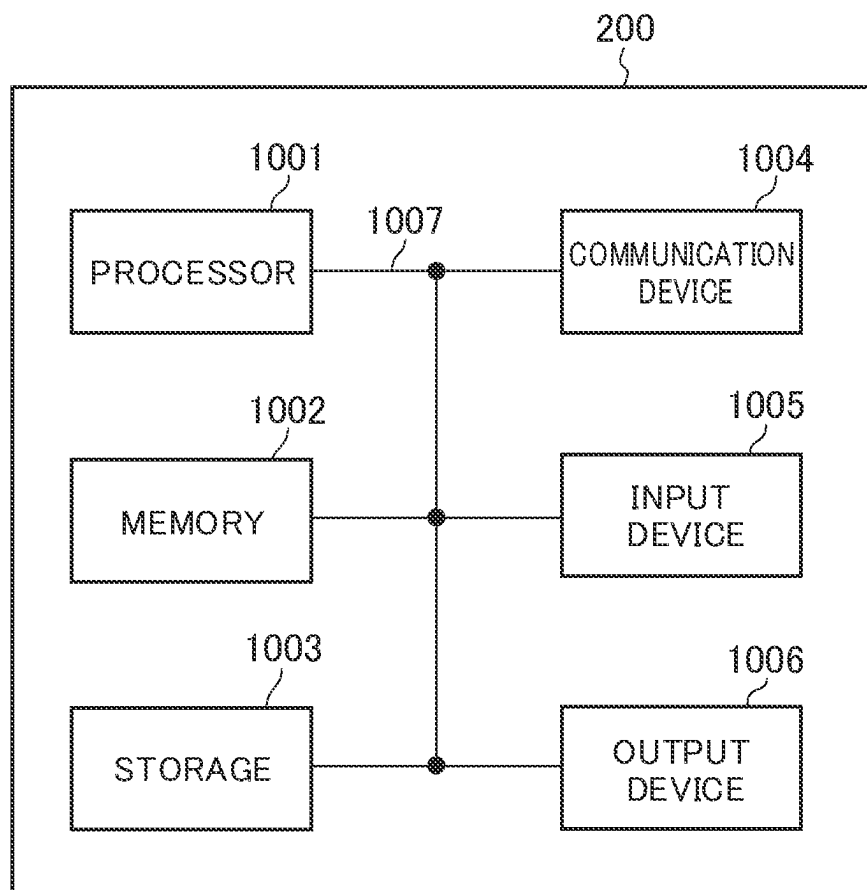 200
1001
PROCESSOR
1007
1004
COMMUNICATION
DEVICE
1002
MEMORY
1005
INPUT
DEVICE
1003
STORAGE
1006
OUTPUT
DEVICE